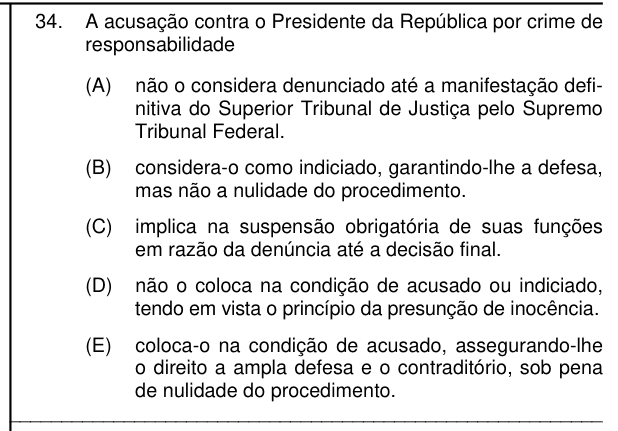 34. A acusação contra o Presidente da República por crime de
responsabilidade
(A) não o considera denunciado até a manifestação defi-
nitiva do Superior Tribunal de Justiça pelo Supremo
Tribunal Federal.
(B) considera-o como indiciado, garantindo-lhe a defesa,
mas não a nulidade do procedimento.
(C) implica na suspensão obrigatória de suas funções
em razão da denúncia até a decisão final.
(D) não o coloca na condição de acusado ou indiciado,
tendo em vista o princípio da presunção de inocência.
(E) coloca-o na condição de acusado, assegurando-lhe
o direito a ampla defesa e o contraditório, sob pena
de nulidade do procedimento.